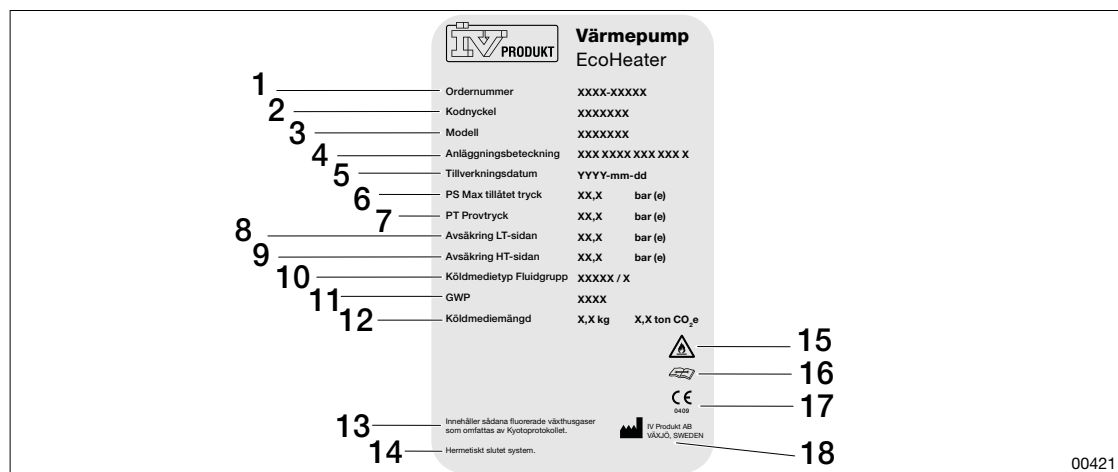 IV PRODUKT
Värmepump
EcoHeater
1 Ordernummer XXXX-XXXXX
2 Kodnyckel XXXXXXX
3 Modell XXXXXXX
4 Anläggningsbeteckning XXX XXXX XXX XXX X
5 Tillverkningsdatum YYYY-mm-dd
6 PS Max tillåtet tryck XX,X bar (e)
7 PT Provtryck XX,X bar (e)
8 Avsäkring LT-sidan XX,X bar (e)
9 Avsäkring HT-sidan XX,X bar (e)
10 Köldmedietyp Fluidgrupp XXXXX / X
11 GWP XXXX
12 Köldmediemängd X,X kg X,X ton CO₂e
15
16
CE 17
0409
13 Innehåller sådana fluorerade växthusgaser
som omfattas av Kyotoprotokollet.
IV Produkt AB
VÄXJÖ, SWEDEN
18
14 Hermetiskt slutet system.
00421